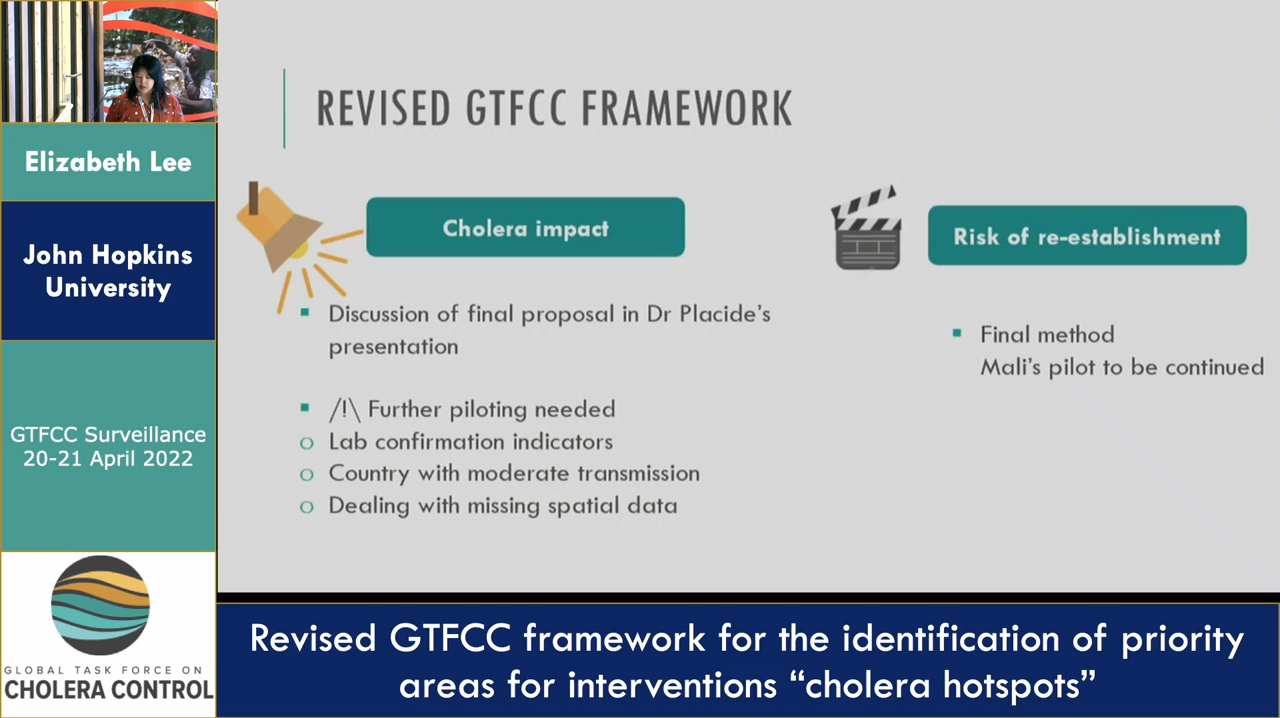 Elizabeth Lee
John Hopkins
University
GTFCC Surveillance
20-21 April 2022
GLOBAL TASK FORCE ON
CHOLERA CONTROL
REVISED GTFCC FRAMEWORK
Cholera impact
Discussion of final proposal in Dr Placide’s
presentation
/!\ Further piloting needed
Lab confirmation indicators
Country with moderate transmission
Dealing with missing spatial data
Risk of re-establishment
Final method
Mali’s pilot to be continued
Revised GTFCC framework for the identification of priority
areas for interventions “cholera hotspots”